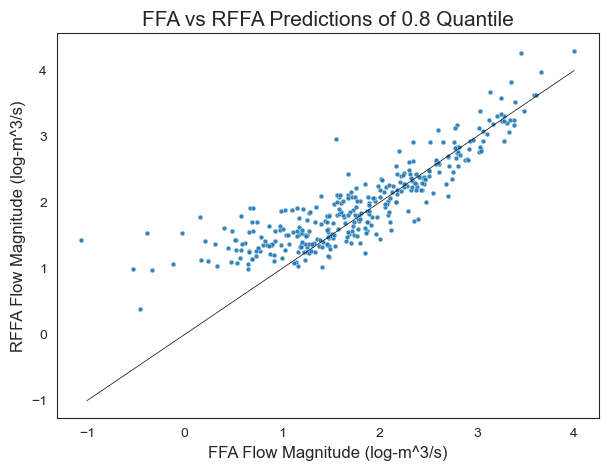 FFA vs RFFA Predictions of 0.8 Quantile
RFFA Flow Magnitude (log-m^3/s)
4
3
2
1
0
−1
−1 0 1 2 3 4
FFA Flow Magnitude (log-m^3/s)